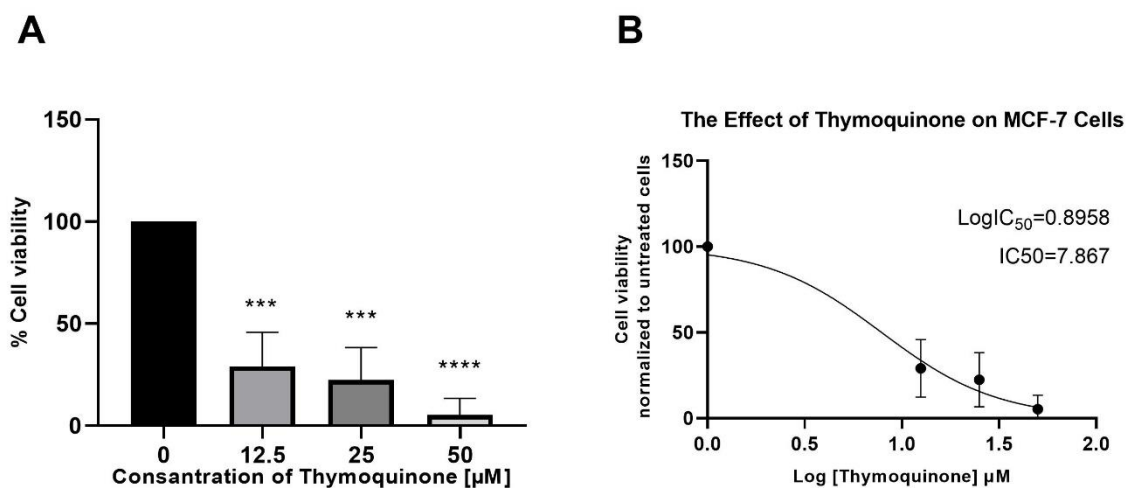 A
150
100
50
0
% Cell viability
***
***
****
0 12.5 25 50
Consantration of Thymoquinone [µM]
B
The Effect of Thymoquinone on MCF-7 Cells
150
100
50
0
Cell viability
normalized to untreated cells
LogIC50=0.8958
IC50=7.867
0.0 0.5 1.0 1.5 2.0
Log [Thymoquinone] µM